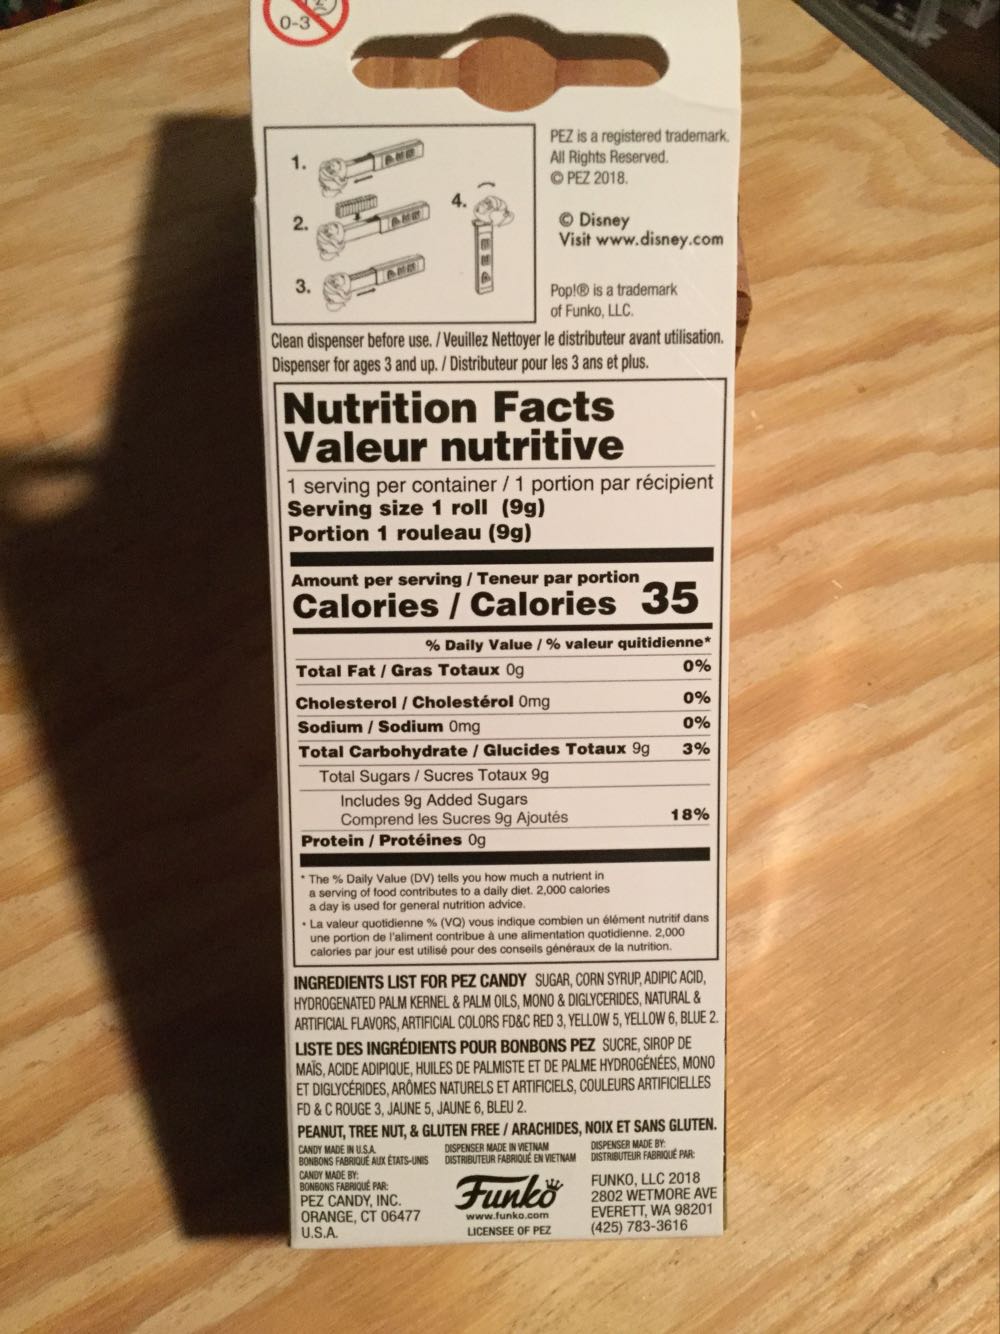 0-3
1.
2.
3.
4.
PEZ is a registered trademark.
All Rights Reserved.
© PEZ 2018.
© Disney
Visit www.disney.com
Pop!® is a trademark
of Funko, LLC.
Clean dispenser before use. / Veuillez Nettoyer le distributeur avant utilisation.
Dispenser for ages 3 and up. / Distributeur pour les 3 ans et plus.
Nutrition Facts
Valeur nutritive
1 serving per container / 1 portion par récipient
Serving size 1 roll (9g)
Portion 1 rouleau (9g)
Amount per serving / Teneur par portion
Calories / Calories 35
% Daily Value / % valeur quitidienne*
Total Fat / Gras Totaux 0g 0%
Cholesterol / Cholestérol 0mg 0%
Sodium / Sodium 0mg 0%
Total Carbohydrate / Glucides Totaux 9g 3%
Total Sugars / Sucres Totaux 9g
Includes 9g Added Sugars
Comprend les Sucres 9g Ajoutés 18%
Protein / Protéines 0g
* The % Daily Value (DV) tells you how much a nutrient in
a serving of food contributes to a daily diet. 2,000 calories
a day is used for general nutrition advice.
• La valeur quotidienne % (VQ) vous indique combien un élément nutritif dans
une portion de l'aliment contribue à une alimentation quotidienne. 2,000
calories par jour est utilisé pour des conseils généraux de la nutrition.
INGREDIENTS LIST FOR PEZ CANDY SUGAR, CORN SYRUP, ADIPIC ACID,
HYDROGENATED PALM KERNEL & PALM OILS, MONO & DIGLYCERIDES, NATURAL &
ARTIFICIAL FLAVORS, ARTIFICIAL COLORS FD&C RED 3, YELLOW 5, YELLOW 6, BLUE 2.
LISTE DES INGRÉDIENTS POUR BONBONS PEZ SUCRE, SIROP DE
MAÏS, ACIDE ADIPIQUE, HUILES DE PALMISTE ET DE PALME HYDROGÉNÉES, MONO
ET DIGLYCÉRIDES, ARÔMES NATURELS ET ARTIFICIELS, COULEURS ARTIFICIELLES
FD & C ROUGE 3, JAUNE 5, JAUNE 6, BLEU 2.
PEANUT, TREE NUT, & GLUTEN FREE / ARACHIDES, NOIX ET SANS GLUTEN.
CANDY MADE IN U.S.A.
BONBONS FABRIQUÉ AUX ÉTATS-UNIS
CANDY MADE BY:
BONBONS FABRIQUÉ PAR:
PEZ CANDY, INC.
ORANGE, CT 06477
U.S.A.
DISPENSER MADE IN VIETNAM
DISTRIBUTEUR FABRIQUÉ EN VIETNAM
Funko
www.funko.com
LICENSEE OF PEZ
DISPENSER MADE BY:
DISTRIBUTEUR FABRIQUÉ PAR:
FUNKO, LLC 2018
2802 WETMORE AVE
EVERETT, WA 98201
(425) 783-3616